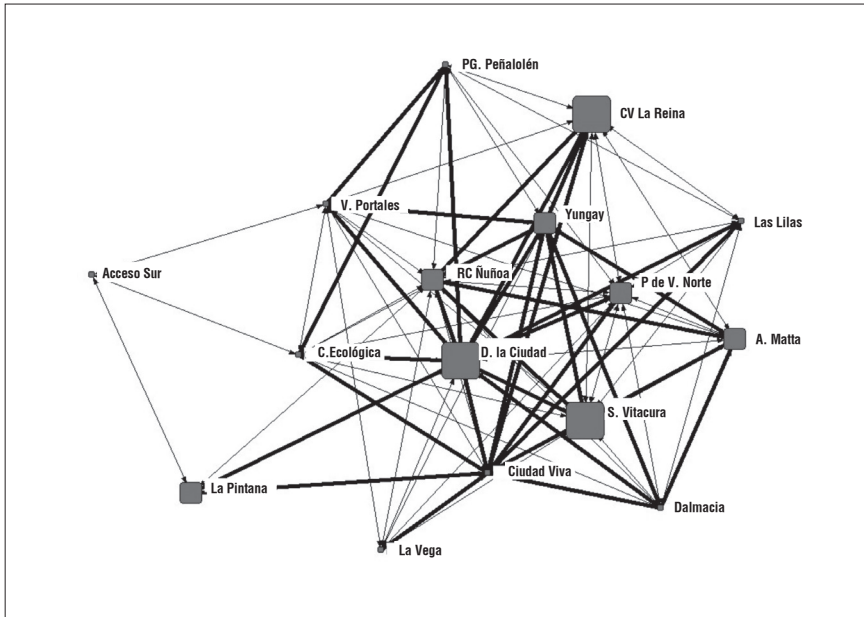 PG. Peñalolén
CV La Reina
V. Portales
Yungay
Las Lilas
Acceso Sur
RC Ñuñoa
P de V. Norte
C.Ecológica
D. la Ciudad
A. Matta
S. Vitacura
La Pintana
Ciudad Viva
Dalmacia
La Vega